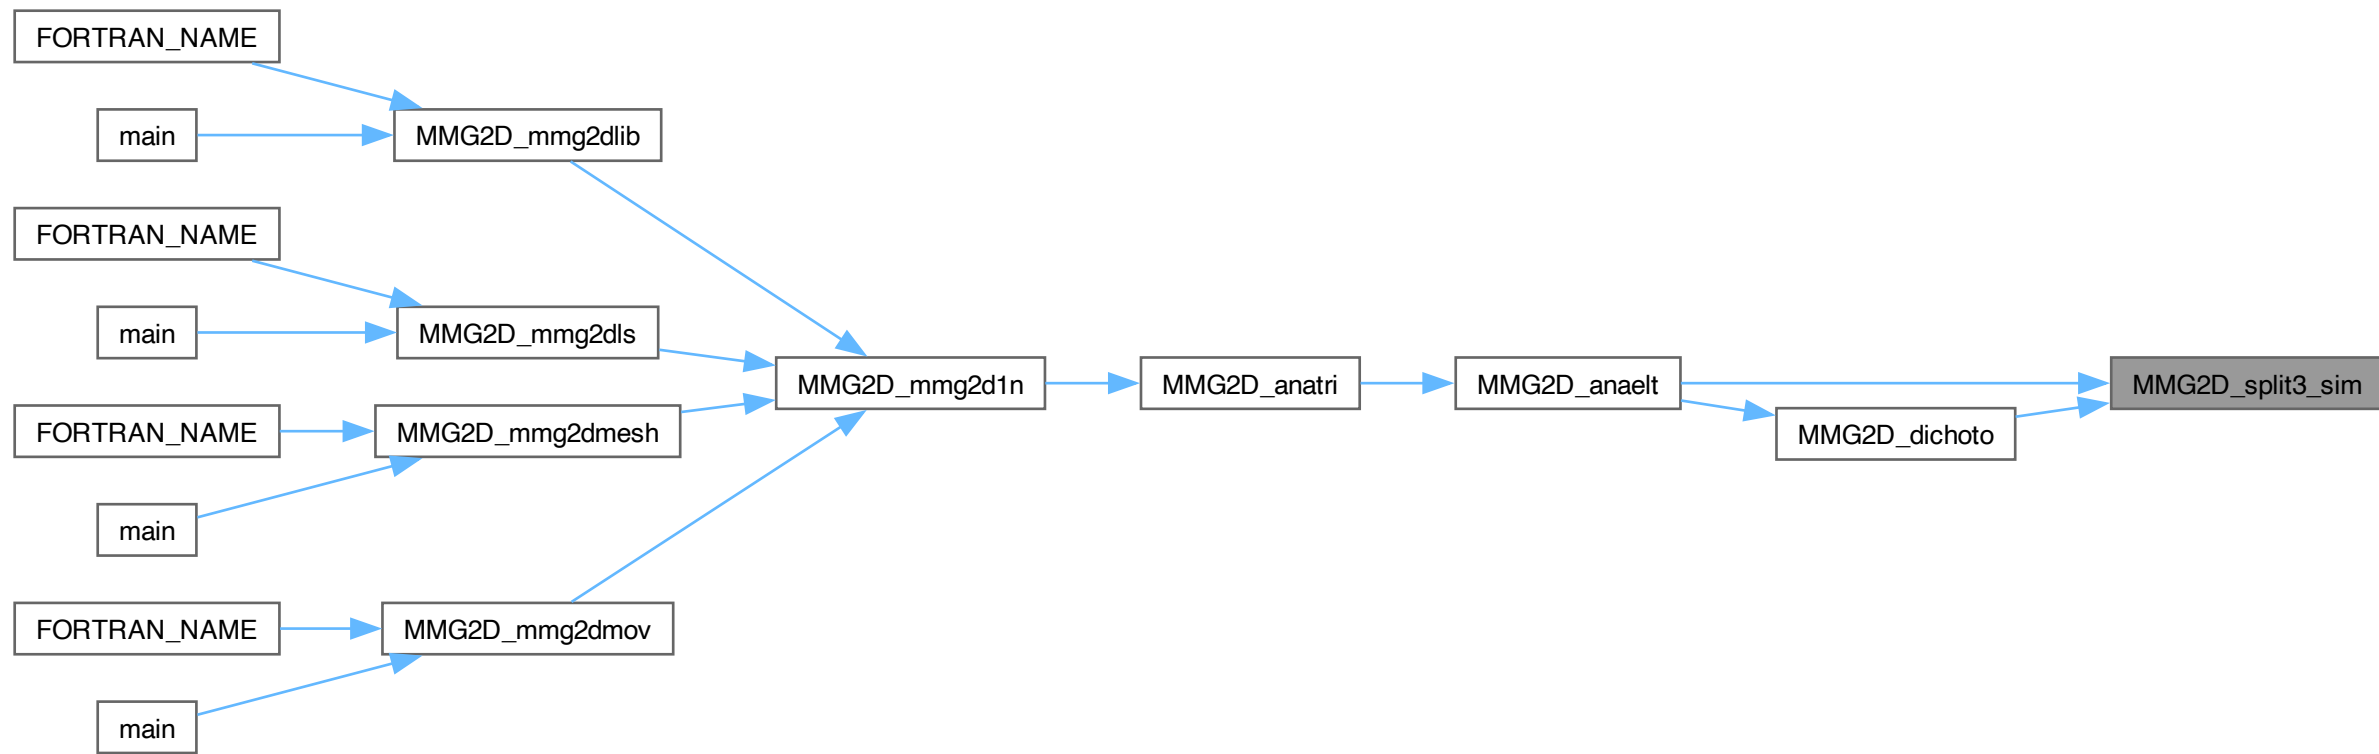 FORTRAN_NAME
main
MMG2D_mmg2dlib
FORTRAN_NAME
main
MMG2D_mmg2dls
FORTRAN_NAME
MMG2D_mmg2dmesh
main
FORTRAN_NAME
MMG2D_mmg2dmov
main
MMG2D_mmg2d1n
MMG2D_anatri
MMG2D_anaelt
MMG2D_dichoto
MMG2D_split3_sim